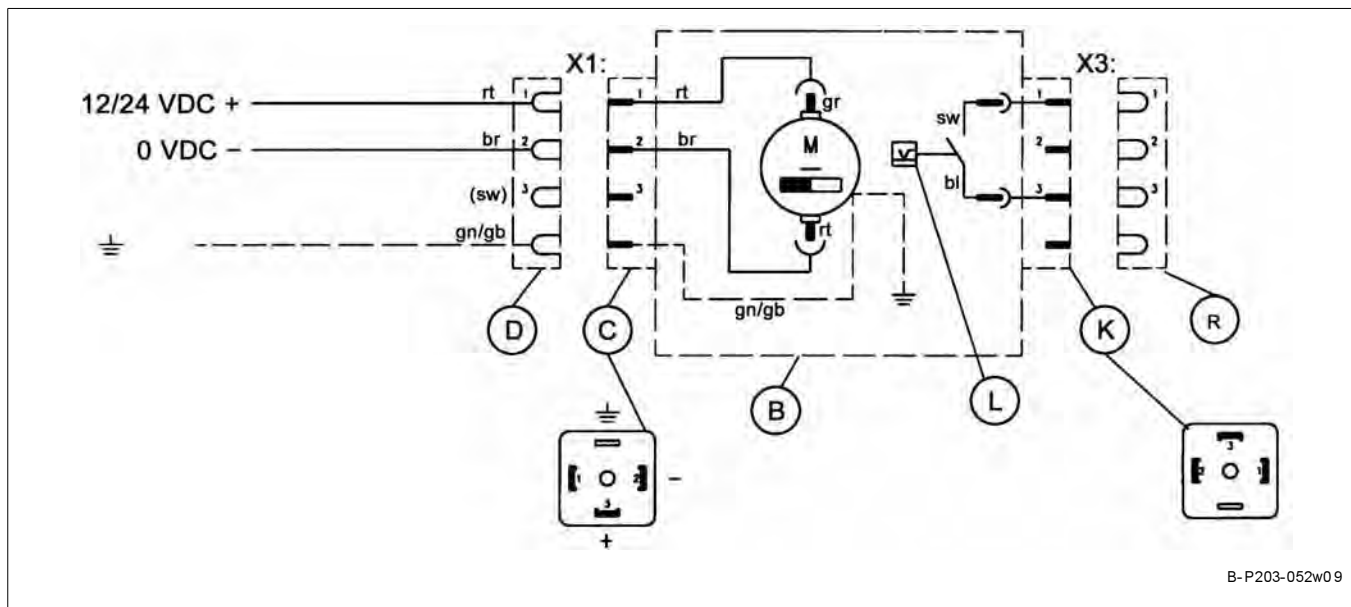 X1:
X3:
12/24 VDC +
rt
1
1
rt
gr
sw
1
1
0 VDC −
br
2
2
br
M
V
2
2
(sw)
3
3
bl
3
3
gn/gb
rt
gn/gb
D
C
B
L
K
R
1
2
−
3
+
3
2
1
B-P203-052w09